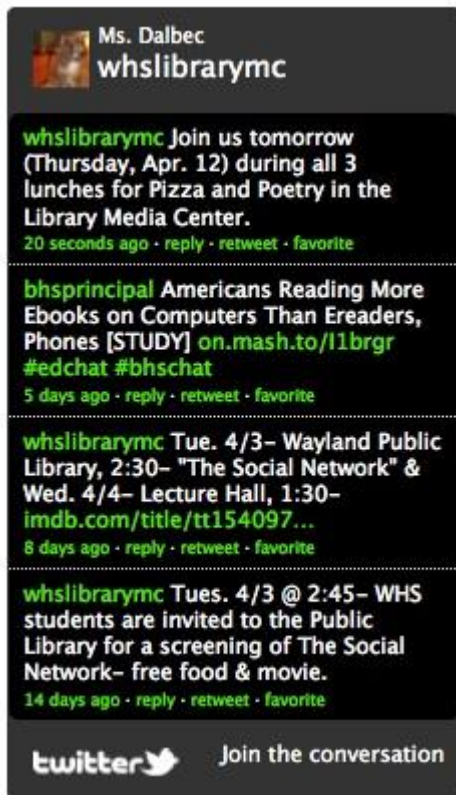 Ms. Dalbec
whslibrarymc
whslibrarymc Join us tomorrow
(Thursday, Apr. 12) during all 3
lunches for Pizza and Poetry in the
Library Media Center.
20 seconds ago · reply · retweet · favorite
bhsprincipal Americans Reading More
Ebooks on Computers Than Ereaders,
Phones [STUDY] on.mash.to/I1brgr
#edchat #bhschat
5 days ago · reply · retweet · favorite
whslibrarymc Tue. 4/3– Wayland Public
Library, 2:30– "The Social Network" &
Wed. 4/4– Lecture Hall, 1:30–
imdb.com/title/tt154097...
8 days ago · reply · retweet · favorite
whslibrarymc Tues. 4/3 @ 2:45– WHS
students are invited to the Public
Library for a screening of The Social
Network– free food & movie.
14 days ago · reply · retweet · favorite
twitter Join the conversation